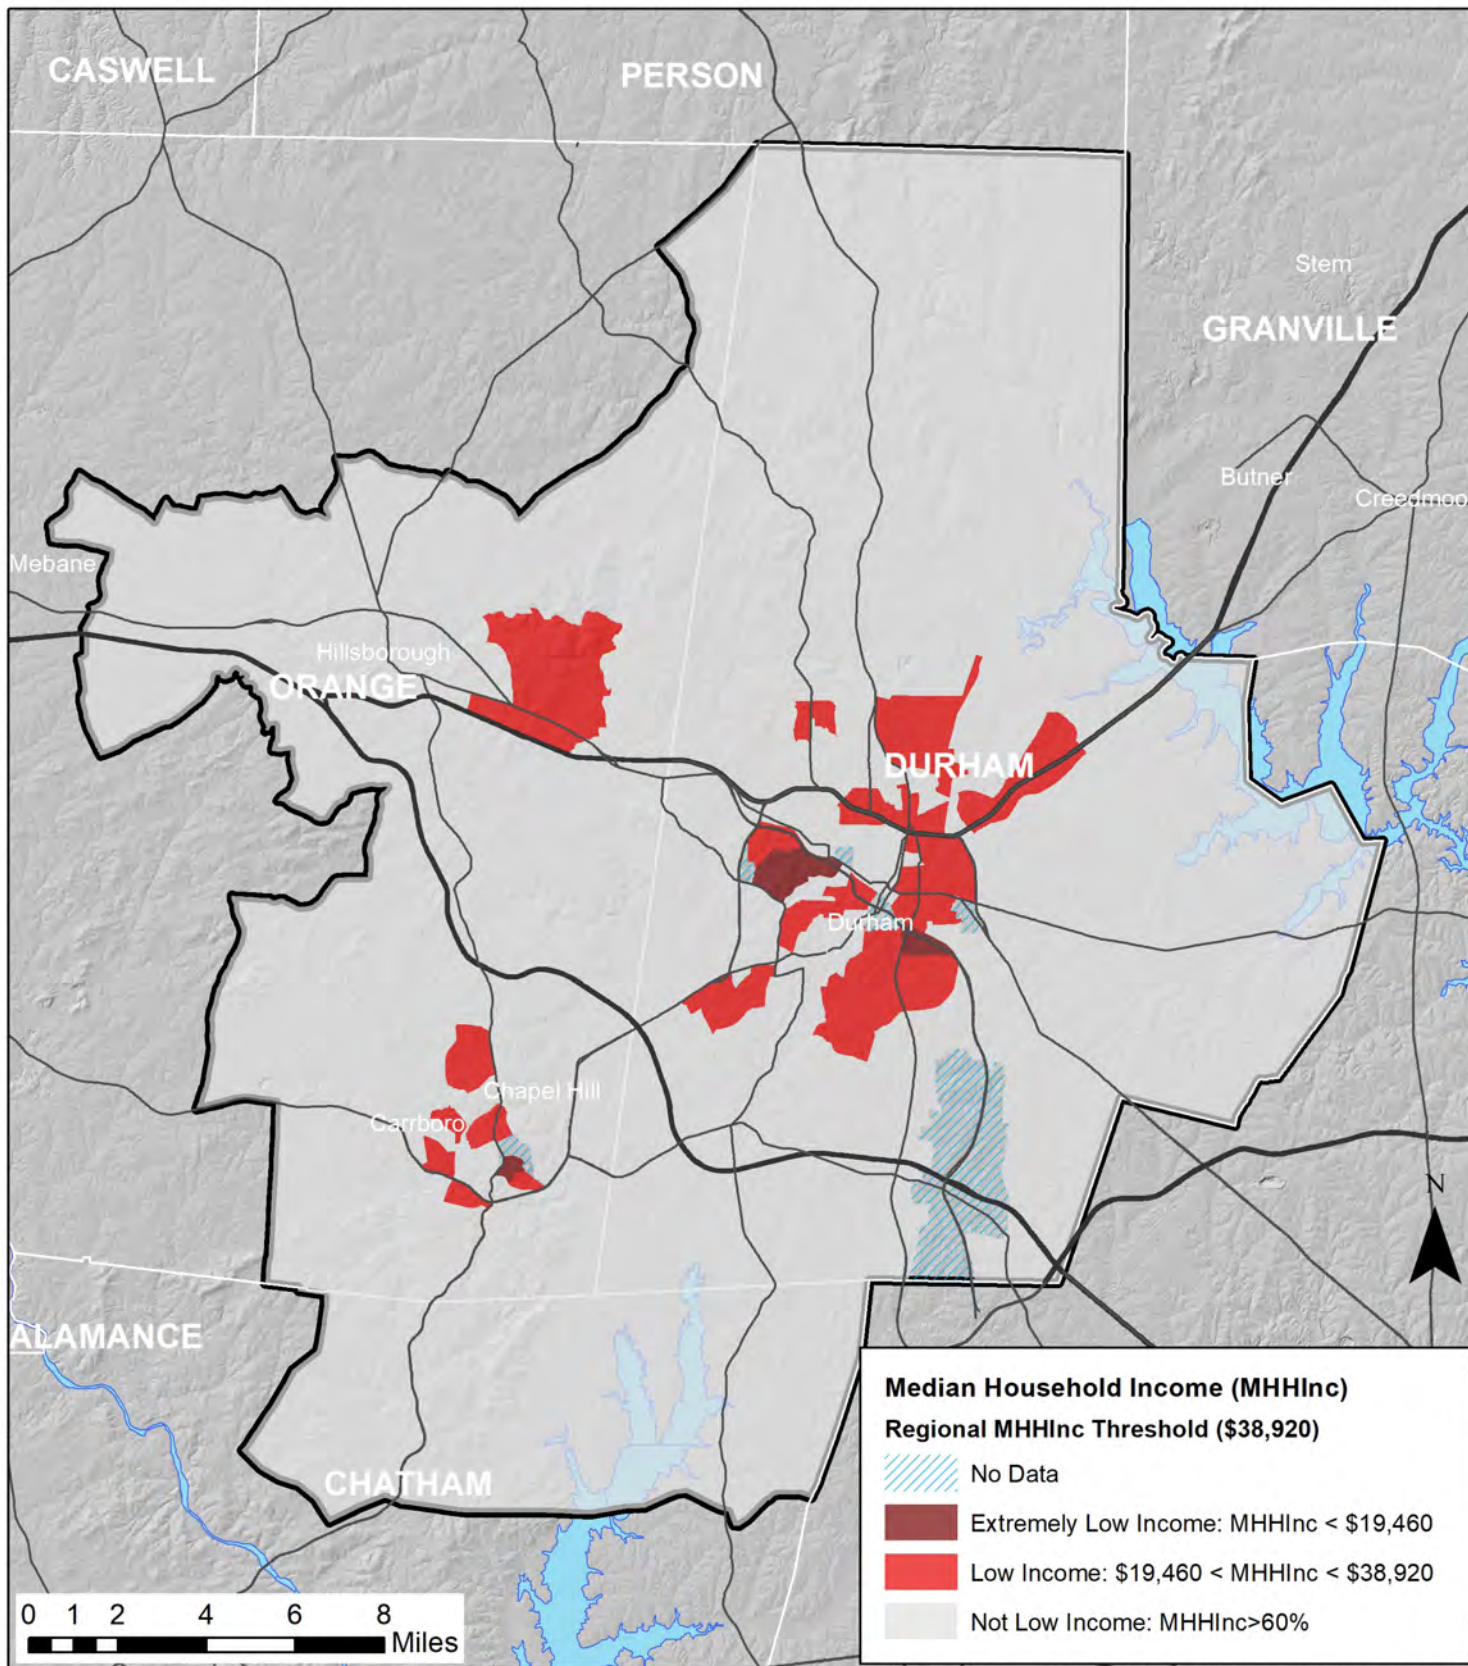 CASWELL
PERSON
Stem
GRANVILLE
Butner
Creedmoo
Mebane
Hillsborough
ORANGE
DURHAM
Durham
Chapel Hill
Carrboro
N
ALAMANCE
CHATHAM
Median Household Income (MHHInc)
Regional MHHInc Threshold ($38,920)
No Data
Extremely Low Income: MHHInc < $19,460
Low Income: $19,460 < MHHInc < $38,920
Not Low Income: MHHInc>60%
0 1 2 4 6 8
Miles